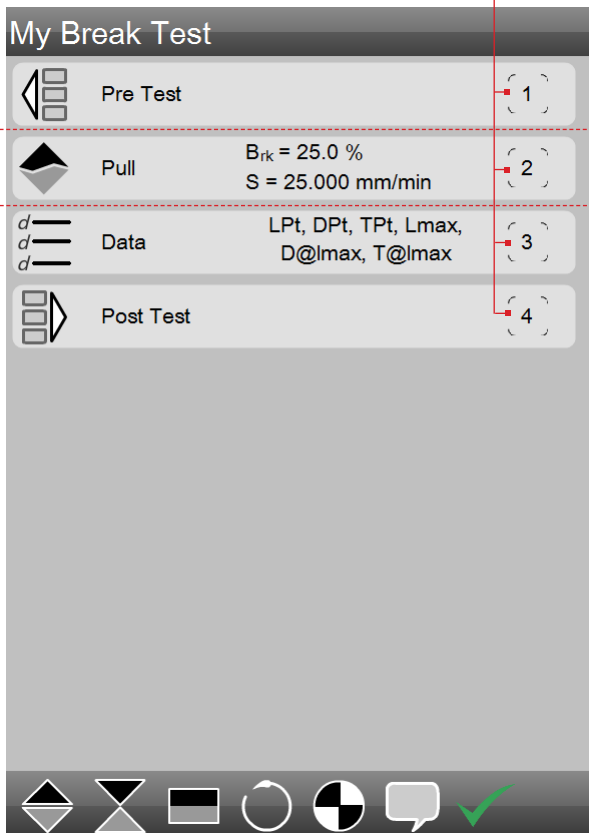 My Break Test
Pre Test
1
Pull
Brk = 25.0 %
S = 25.000 mm/min
2
d
d
d
Data
LPt, DPt, TPt, Lmax,
D@lmax, T@lmax
3
Post Test
4